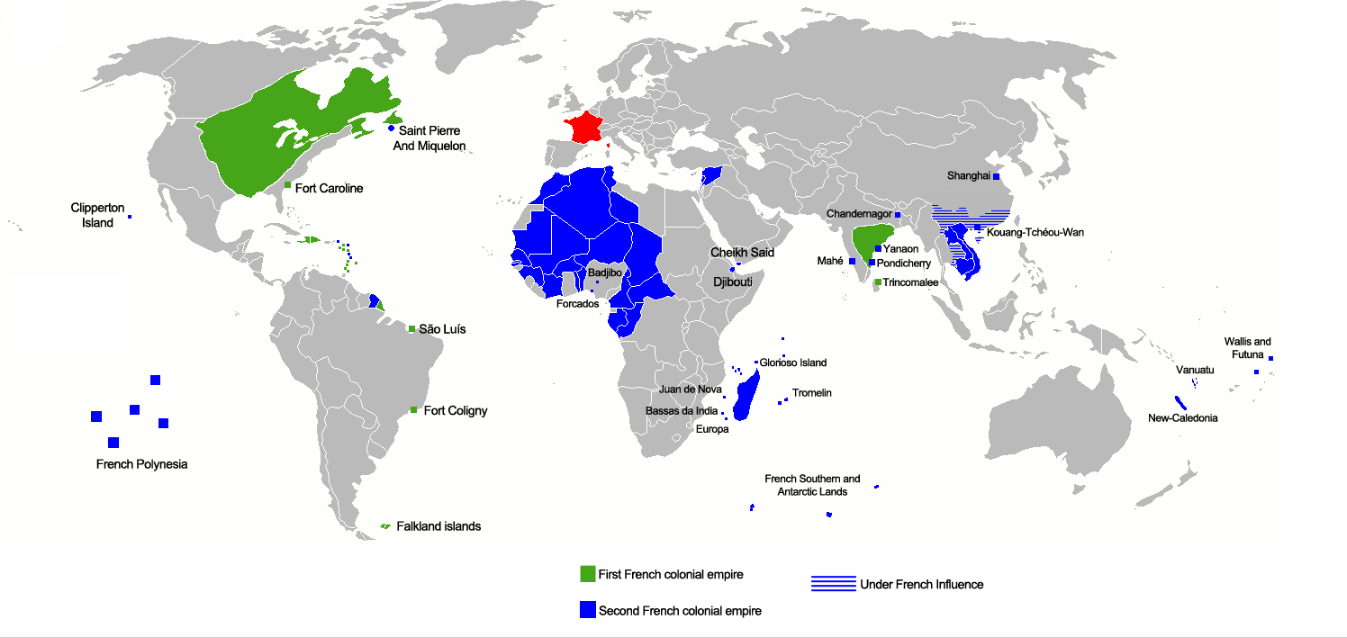 Saint Pierre
And Miquelon
Fort Caroline
Clipperton
Island
Shanghai
Chandernagor
Kouang-Tchéou-Wan
Yanaon
Mahé
Pondicherry
Trincomalee
Cheikh Said
Djibouti
Badjibo
Forcados
São Luís
Wallis and
Futuna
Glorioso Island
Vanuatu
Juan de Nova
Tromelin
Bassas da India
Fort Coligny
New-Caledonia
Europa
French Polynesia
French Southern and
Antarctic Lands
Falkland islands
First French colonial empire
Under French Influence
Second French colonial empire